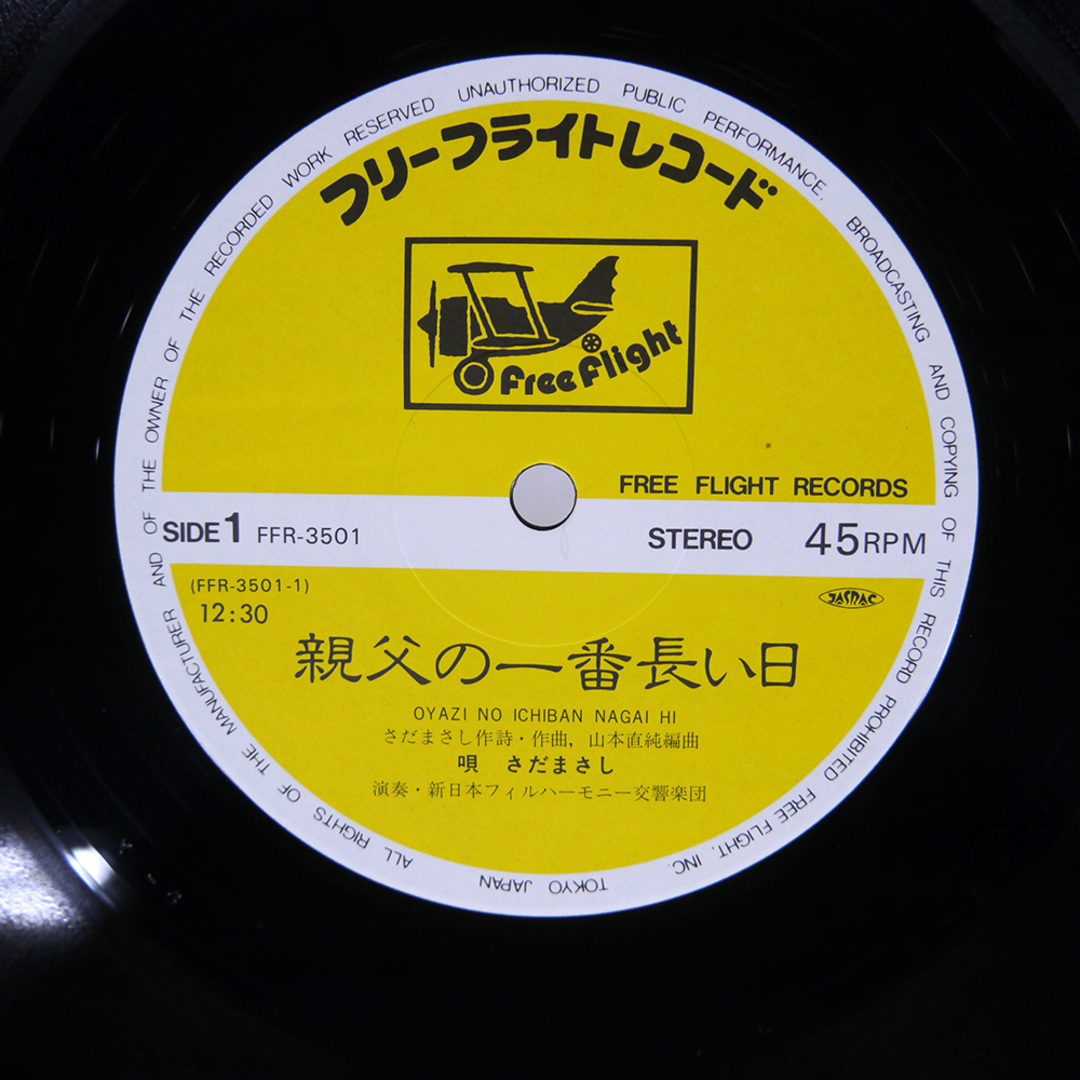 フリーフライトレコード
free flight
FREE FLIGHT RECORDS
SIDE 1 FFR-3501
STEREO 45RPM
(FFR-3501-1)
12:30
JASRAC
親父の一番長い日
OYAZI NO ICHIBAN NAGAI HI
さだまさし作詩・作曲, 山本直純編曲
唄 さだまさし
演奏・新日本フィルハーモニー交響楽団
ALL RIGHTS OF THE MANUFACTURER AND OF THE OWNER OF THE RECORDED WORK RESERVED UNAUTHORIZED PUBLIC PERFORMANCE, BROADCASTING AND COPYING OF THIS RECORD PROHIBITED FREE FLIGHT, INC. TOKYO JAPAN